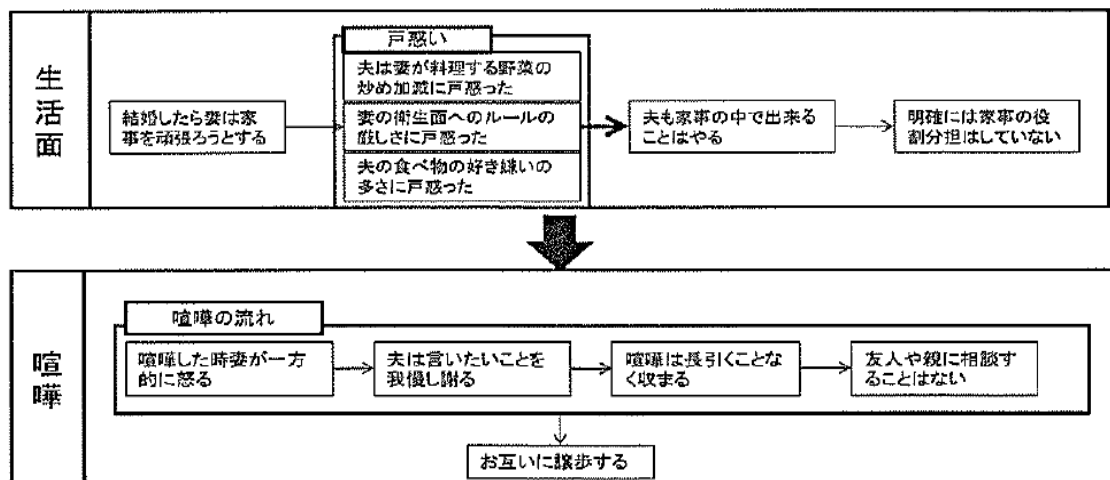 生活面
戸惑い
夫は妻が料理する野菜の
炒め加減に戸惑った
結婚したら妻は家
事を頑張ろうとする
妻の衛生面へのルールの
厳しさに戸惑った
夫の食べ物の好き嫌いの
多さに戸惑った
夫も家事の中で出来る
ことはやる
明確には家事の役
割分担はしていない
喧嘩
喧嘩の流れ
喧嘩した時妻が一方
的に怒る
夫は言いたいことを
我慢し謝る
喧嘩は長引くことな
く収まる
友人や親に相談す
ることはない
お互いに譲歩する